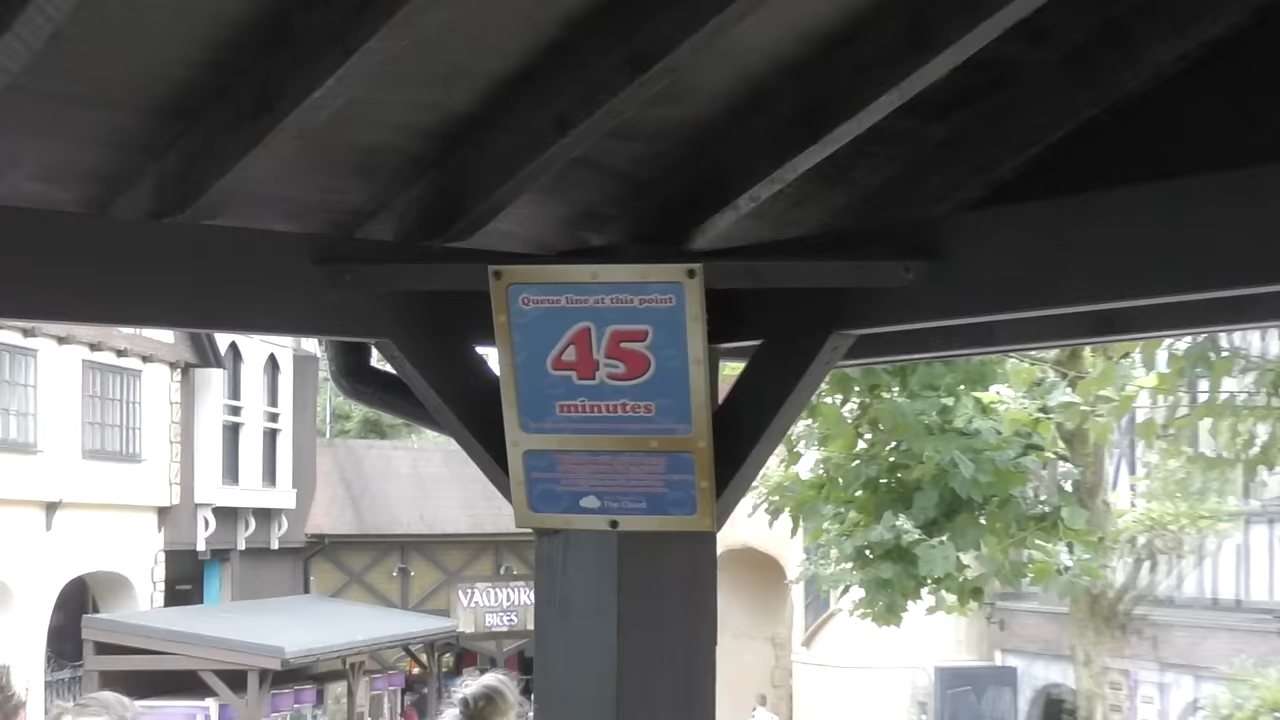 Queue line at this point
45
minutes
The Cloud
VAMPIRE
BITES